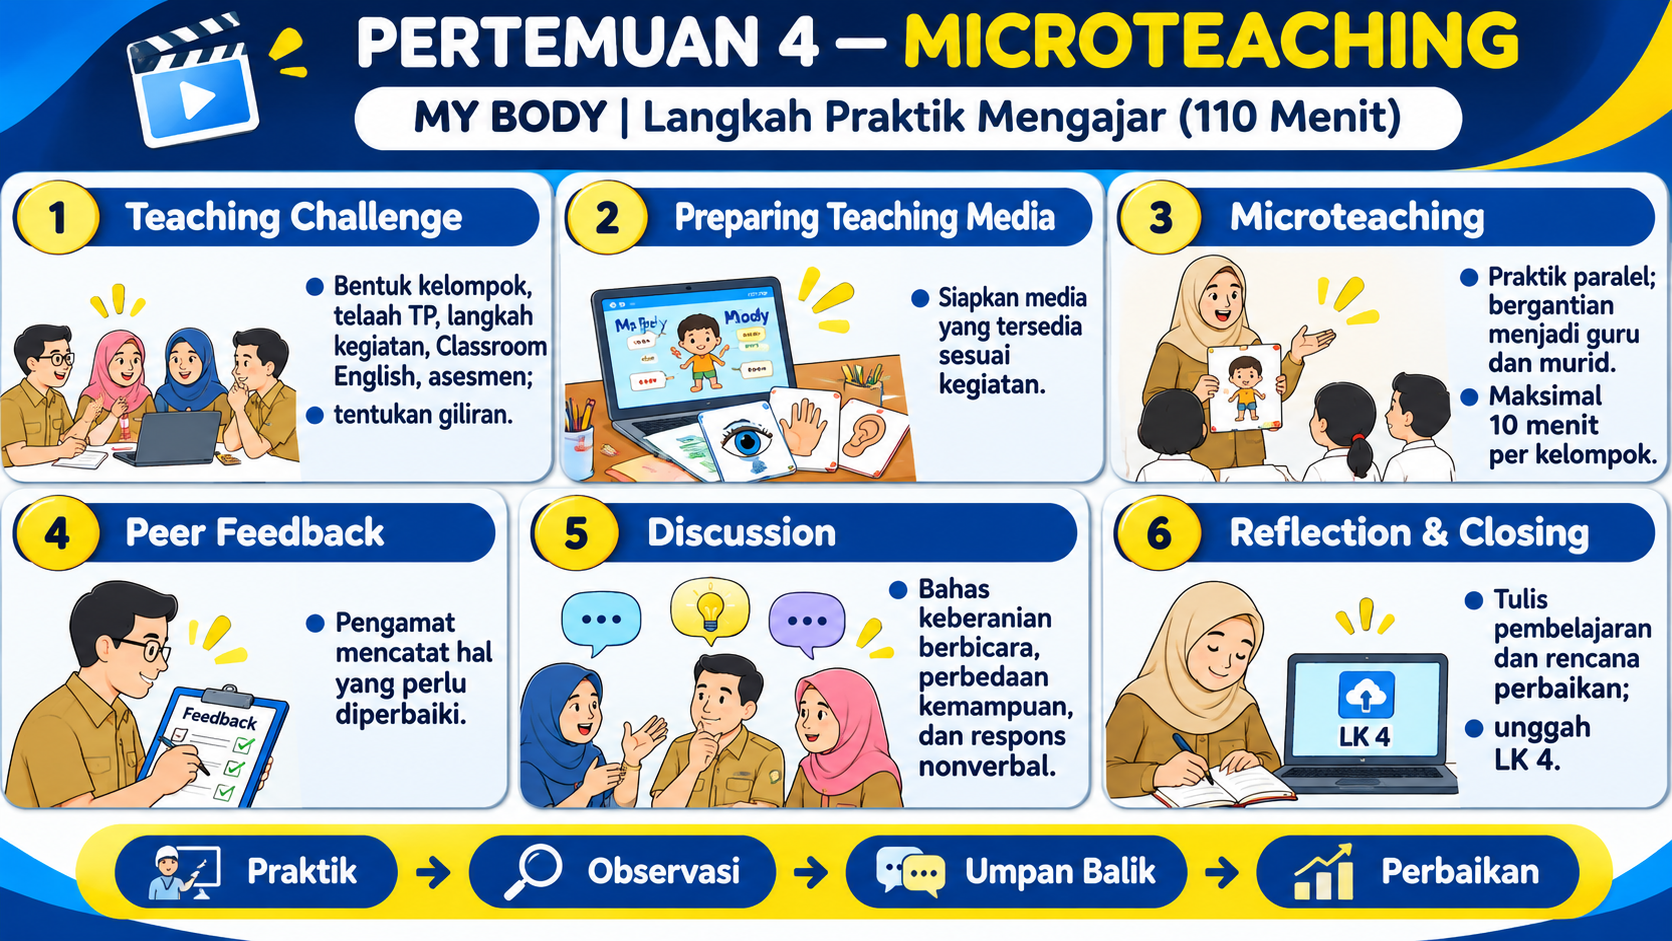 PERTEMUAN 4 – MICROTEACHING
MY BODY | Langkah Praktik Mengajar (110 Menit)
1 Teaching Challenge
Bentuk kelompok,
telaah TP, langkah
kegiatan, Classroom
English, asesmen;
tentukan giliran.
2 Preparing Teaching Media
Mody
Siapkan media
yang tersedia
sesuai
kegiatan.
3 Microteaching
Praktik paralel;
bergantian
menjadi guru
dan murid.
Maksimal
10 menit
per kelompok.
4 Peer Feedback
Feedback
Pengamat
mencatat hal
yang perlu
diperbaiki.
5 Discussion
Bahas
keberanian
berbicara,
perbedaan
kemampuan,
dan respons
nonverbal.
6 Reflection & Closing
LK 4
Tulis
pembelajaran
dan rencana
perbaikan;
unggah
LK 4.
Praktik → Observasi → Umpan Balik → Perbaikan